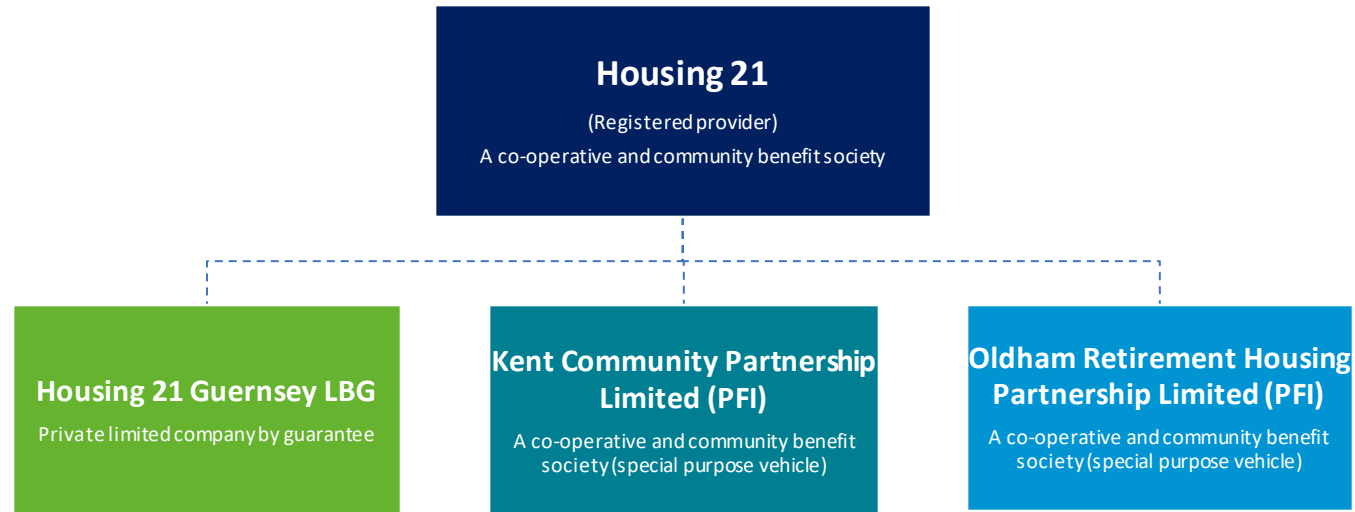 Housing 21
(Registered provider)
A co-operative and community benefit society
Housing 21 Guernsey LBG
Private limited company by guarantee
Kent Community Partnership
Limited (PFI)
A co-operative and community benefit
society (special purpose vehicle)
Oldham Retirement Housing
Partnership Limited (PFI)
A co-operative and community benefit
society (special purpose vehicle)